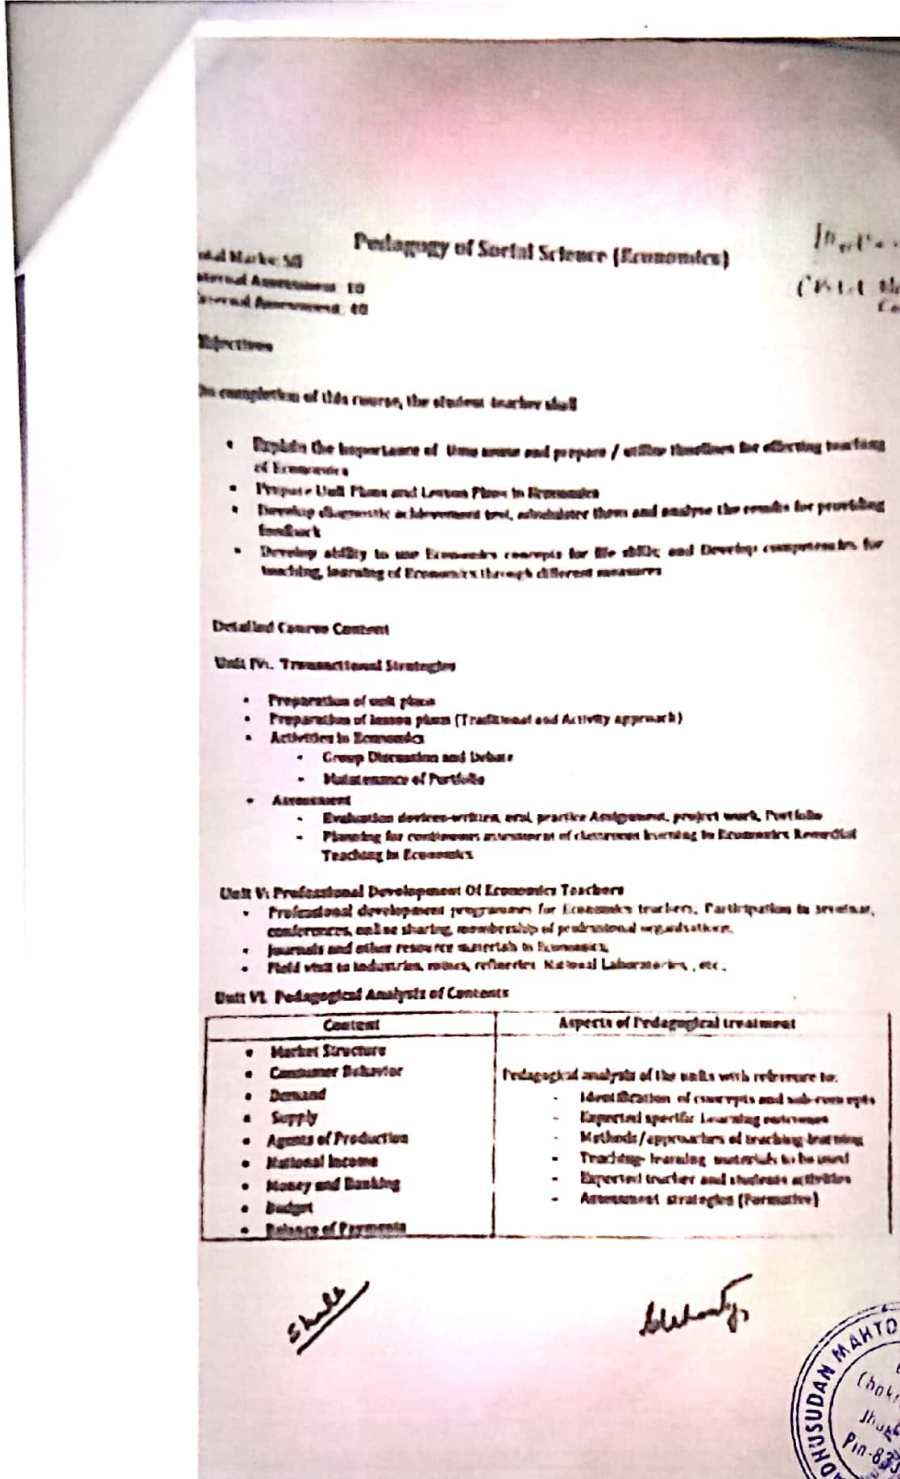 Pedagogy of Social Science (Economics)
Marks: 50
Assessment: 10
Assessment: 40
Objectives
On completion of this course, the student teacher shall
• Explain the importance of time sense and prepare / utilize timelines for effecting teaching
of Economics
• Prepare Unit Plans and Lesson Plans in Economics
• Develop diagnostic achievement test, administer them and analyse the results for providing
feedback
• Develop ability to use Economics concepts for life skills; and Develop competencies for
teaching, learning of Economics through different measures
Detailed Course Content
Unit IV: Transactional Strategies
• Preparation of unit plans
• Preparation of lesson plans (Traditional and Activity approach)
• Activities in Economics
- Group Discussion and Debate
- Maintenance of Portfolio
• Assessment
- Evaluation devices-written, oral, practice Assignment, project work, Portfolio
- Planning for continuous assessment of classroom learning in Economics Remedial
Teaching in Economics
Unit V: Professional Development Of Economics Teachers
• Professional development programmes for Economics teachers, Participation in seminar,
conferences, online sharing, membership of professional organisations,
• Journals and other resource materials in Economics,
• Field visit to industries, mines, refineries National Laboratories, , etc,
Unit VI. Pedagogical Analysis of Contents
Content
• Market Structure
• Consumer Behavior
• Demand
• Supply
• Agents of Production
• National Income
• Money and Banking
• Budget
• Balance of Payments
Aspects of Pedagogical treatment
Pedagogical analysis of the units with reference to:
- Identification of concepts and sub-concepts
- Expected specific Learning outcomes
- Methods/approaches of teaching-learning
- Teaching- learning materials to be used
- Expected teacher and students activities
- Assessment strategies (Formative)
DHUSUDAN MAHTO